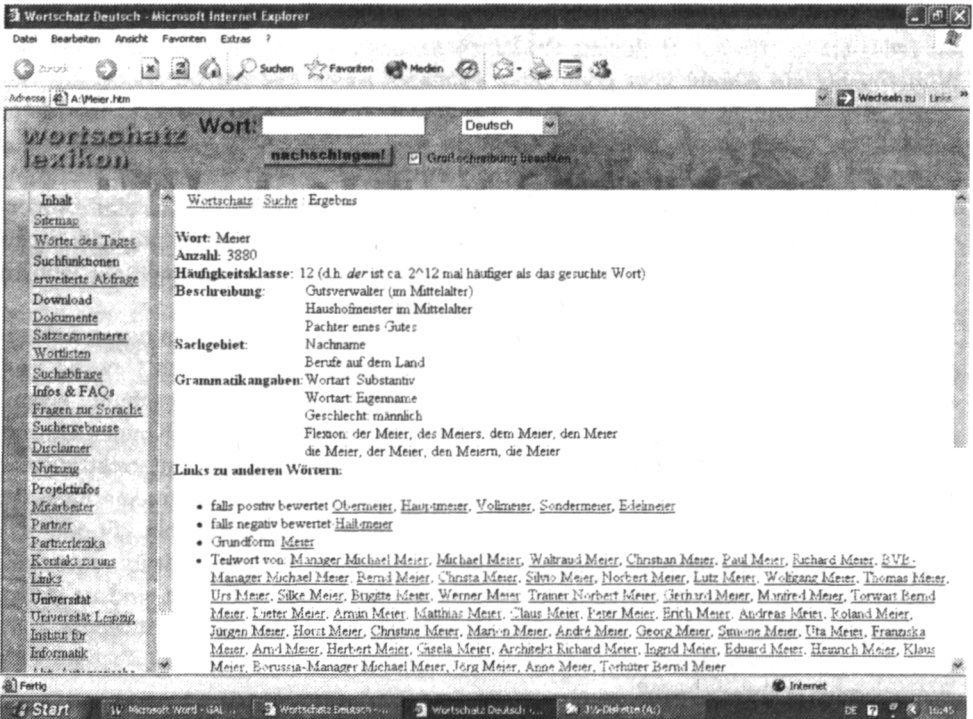 Wortschatz Deutsch - Microsoft Internet Explorer
Datei Bearbeiten Ansicht Favoriten Extras ?
Zurück Suchen Favoriten Medien
Adresse A:\Meier.htm Wechseln zu Links »
wortschatz
lexikon
Wort: Deutsch
nachschlagen! Großschreibung beachten
Inhalt
Sitemap
Wörter des Tages
Suchfunktionen
erweiterte Abfrage
Download
Dokumente
Satzsegmentierer
Wortlisten
Suchabfrage
Infos & FAQs
Fragen zur Sprache
Suchergebnisse
Disclaimer
Nutzung
Projektinfos
Mitarbeiter
Partner
Partnerlexika
Kontakt zu uns
Links
Universität
Universität Leipzig
Institut für
Informatik
Wortschatz Suche : Ergebnis
Wort: Meier
Anzahl: 3880
Häufigkeitsklasse: 12 (d.h. der ist ca. 2^12 mal häufiger als das gesuchte Wort)
Beschreibung: Gutsverwalter (im Mittelalter)
Haushofmeister im Mittelalter
Pächter eines Gutes
Sachgebiet: Nachname
Berufe auf dem Land
Grammatikangaben: Wortart: Substantiv
Wortart: Eigenname
Geschlecht: männlich
Flexion: der Meier, des Meiers, dem Meier, den Meier
die Meier, der Meier, den Meiern, die Meier
Links zu anderen Wörtern:
• falls positiv bewertet: Obermeier, Hauptmeier, Vollmeier, Sondermeier, Edelmeier
• falls negativ bewertet: Halbmeier
• Grundform: Meier
• Teilwort von: Manager Michael Meier, Michael Meier, Waltraud Meier, Christian Meier, Paul Meier, Richard Meier, BVB-
Manager Michael Meier, Bernd Meier, Christa Meier, Silvio Meier, Norbert Meier, Lutz Meier, Wolfgang Meier, Thomas Meier,
Urs Meier, Silke Meier, Brigitte Meier, Werner Meier, Trainer Norbert Meier, Gerhard Meier, Manfred Meier, Torwart Bernd
Meier, Dieter Meier, Armin Meier, Matthias Meier, Claus Meier, Peter Meier, Erich Meier, Andreas Meier, Roland Meier,
Jürgen Meier, Horst Meier, Christine Meier, Marion Meier, André Meier, Georg Meier, Simone Meier, Uta Meier, Franziska
Meier, Arnd Meier, Herbert Meier, Gisela Meier, Architekt Richard Meier, Ingrid Meier, Eduard Meier, Heinrich Meier, Klaus
Meier, Borussia-Manager Michael Meier, Jörg Meier, Anne Meier, Torhüter Bernd Meier
Fertig Internet
Start Microsoft Word - GAL ... Wortschatz Deutsch - ... Wortschatz Deutsch - ... 3½-Diskette (A:) DE 16:45